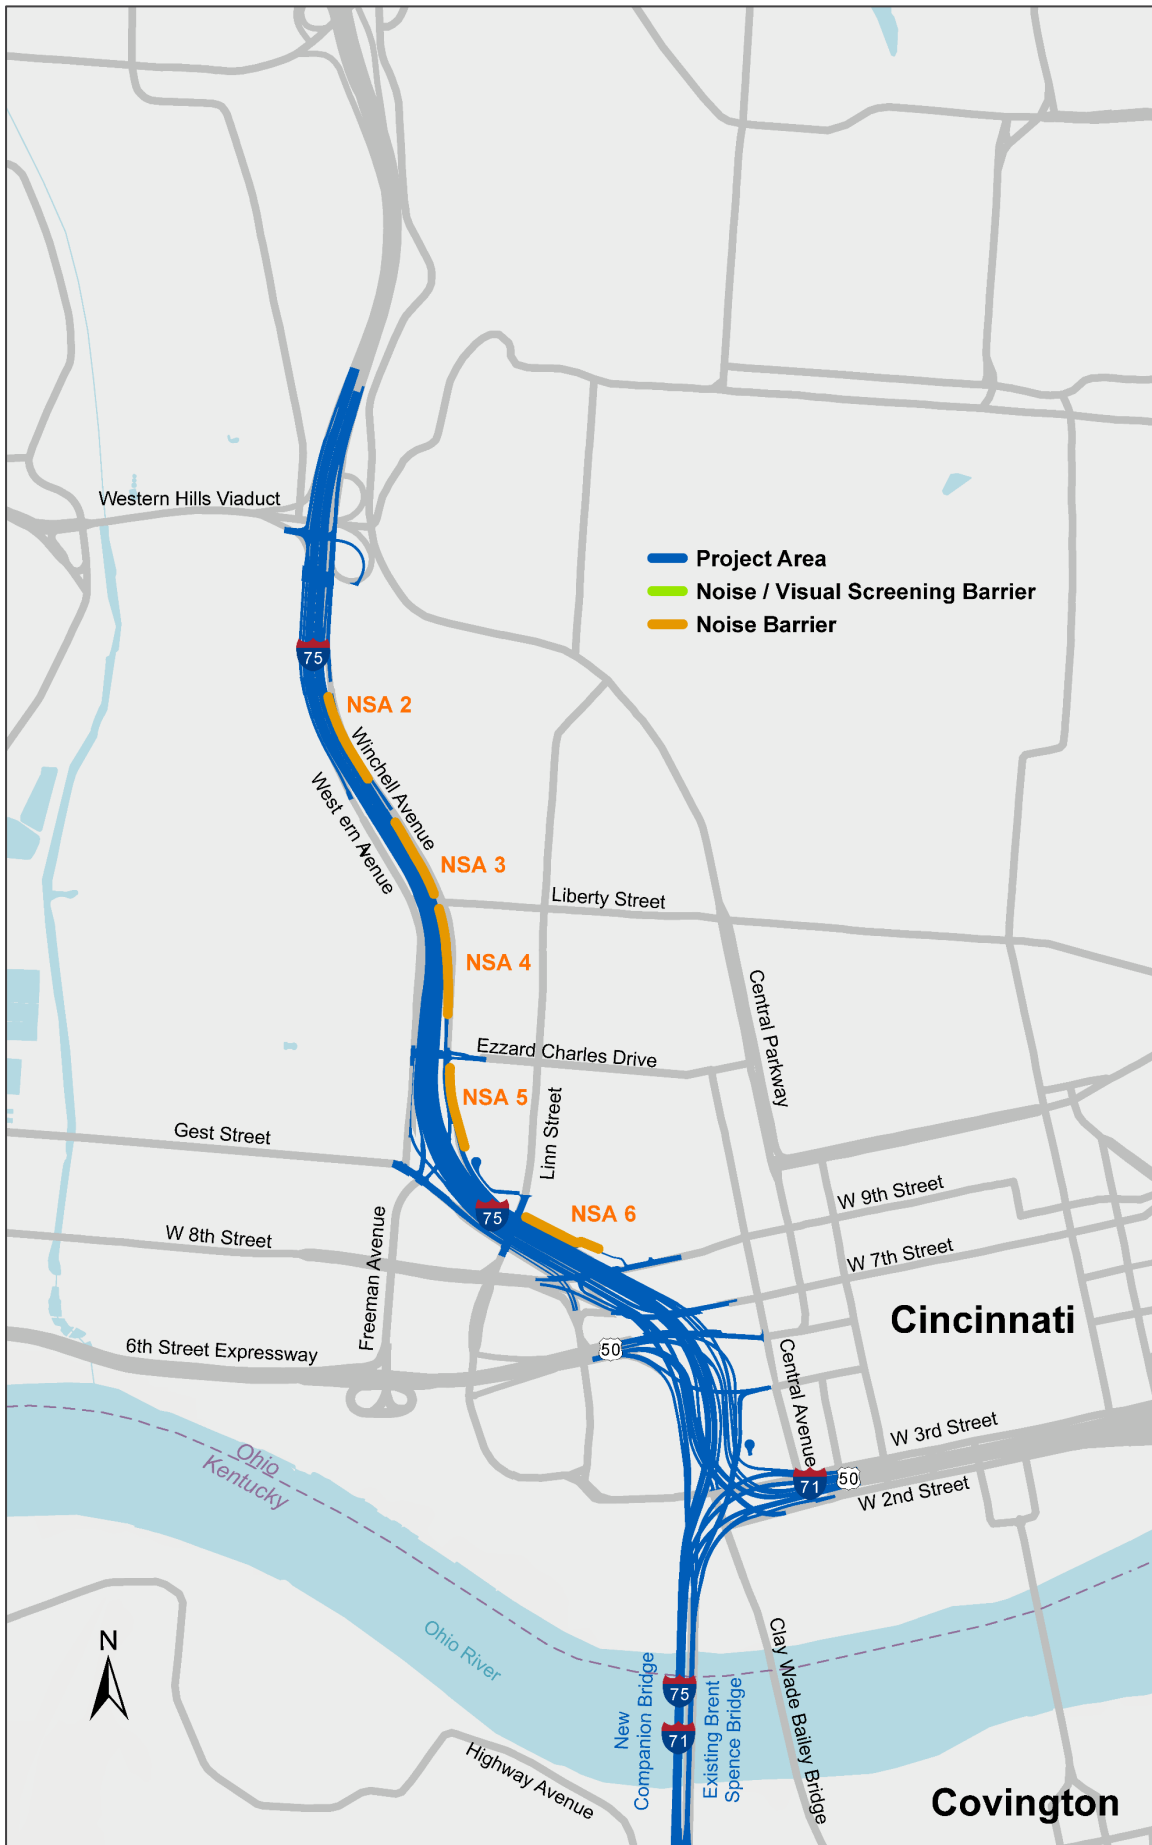 Western Hills Viaduct
Project Area
Noise / Visual Screening Barrier
Noise Barrier
75
NSA 2
Winchell Avenue
West ern Avenue
NSA 3
Liberty Street
NSA 4
Central Parkway
Ezzard Charles Drive
NSA 5
Linn Street
Gest Street
W 9th Street
75
NSA 6
W 8th Street
Freeman Avenue
W 7th Street
Cincinnati
6th Street Expressway
50
Central Avenue
W 3rd Street
Ohio
Kentucky
71
50
W 2nd Street
N
Ohio River
Clay Wade Bailey Bridge
New
Companion Bridge
75
71
Existing Brent
Spence Bridge
Highway Avenue
Covington